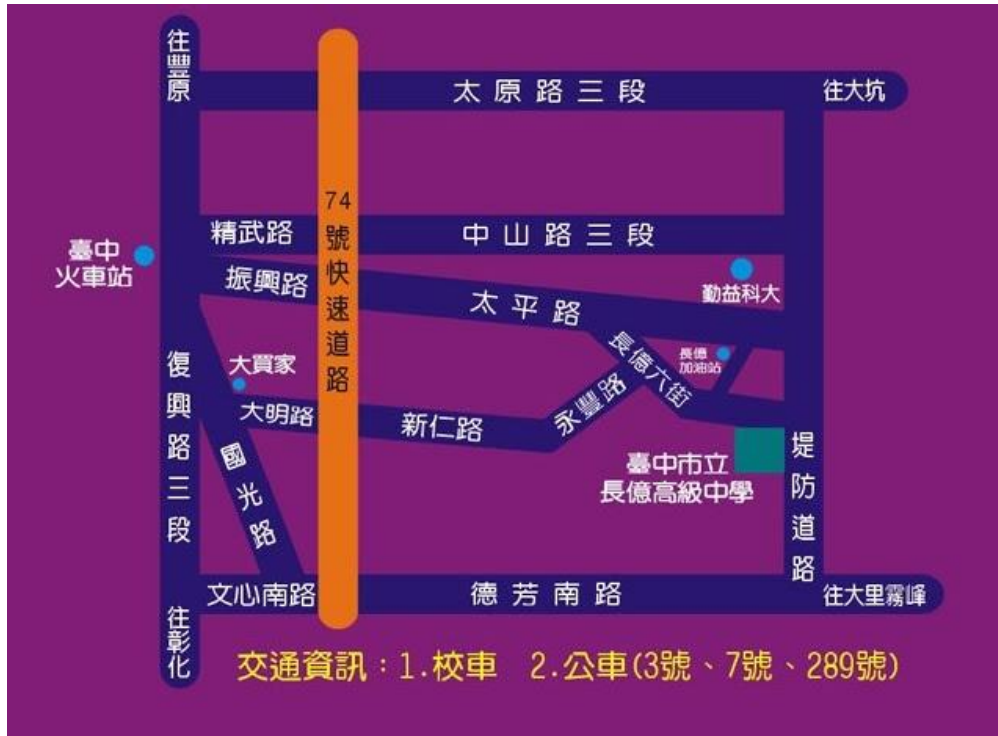 往豐原
太原路三段
往大坑
74號快速道路
精武路
中山路三段
臺中
火車站
振興路
太平路
勤益科大
長億
加油站
長億六街
大買家
復興路三段
大明路
新仁路
永豐路
國光路
臺中市立
長億高級中學
堤防道路
文心南路
德芳南路
往大里霧峰
往彰化
交通資訊：1.校車 2.公車(3號、7號、289號)